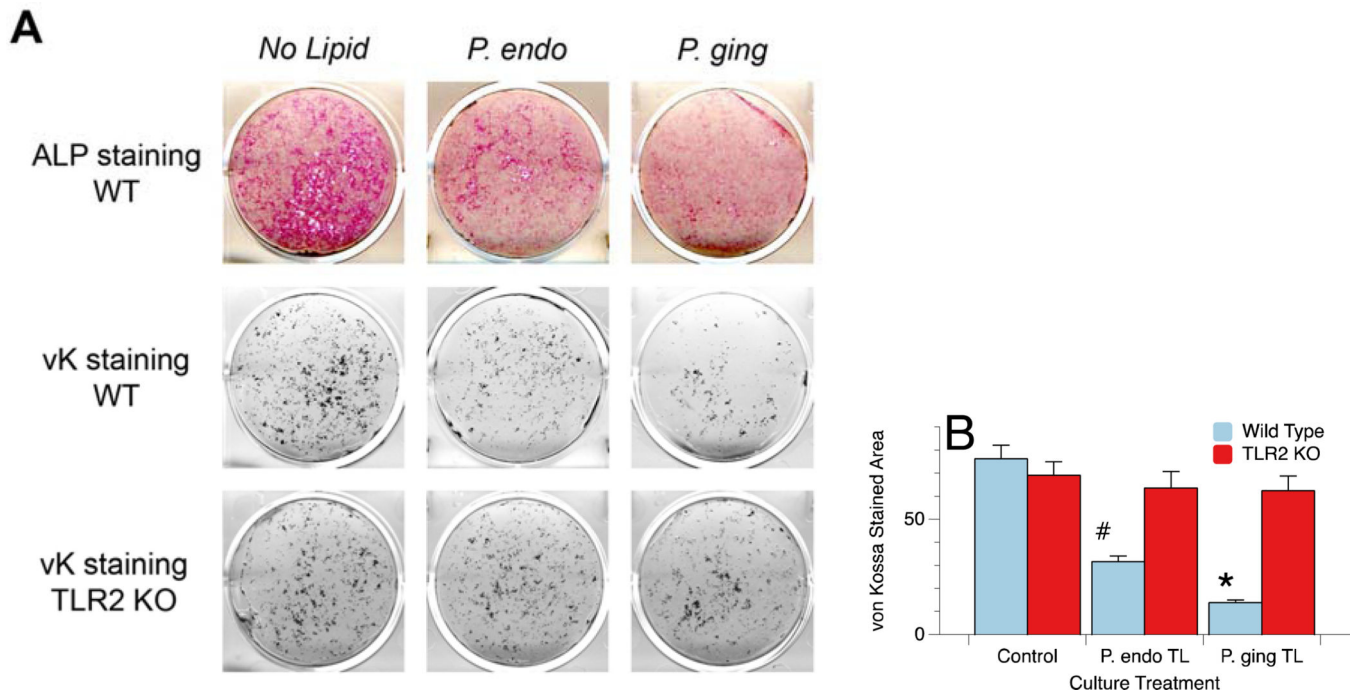 A
No Lipid
P. endo
P. ging
ALP staining
WT
vK staining
WT
vK staining
TLR2 KO
B
Wild Type
TLR2 KO
von Kossa Stained Area
50
0
#
*
Control
P. endo TL
P. ging TL
Culture Treatment